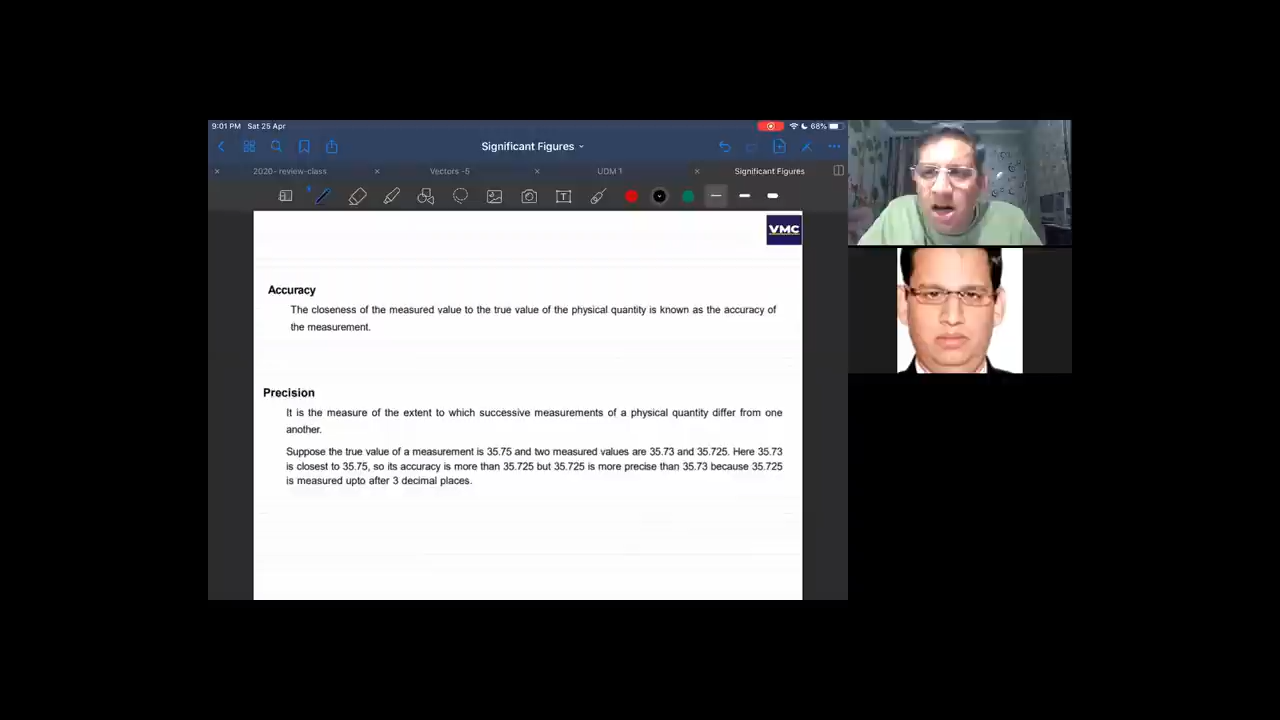 9:01 PM Sat 25 Apr
68%
Significant Figures
2020- review-class
Vectors -5
UDM 1
Significant Figures
VMC
Accuracy
The closeness of the measured value to the true value of the physical quantity is known as the accuracy of
the measurement.
Precision
It is the measure of the extent to which successive measurements of a physical quantity differ from one
another.
Suppose the true value of a measurement is 35.75 and two measured values are 35.73 and 35.725. Here 35.73
is closest to 35.75, so its accuracy is more than 35.725 but 35.725 is more precise than 35.73 because 35.725
is measured upto after 3 decimal places.